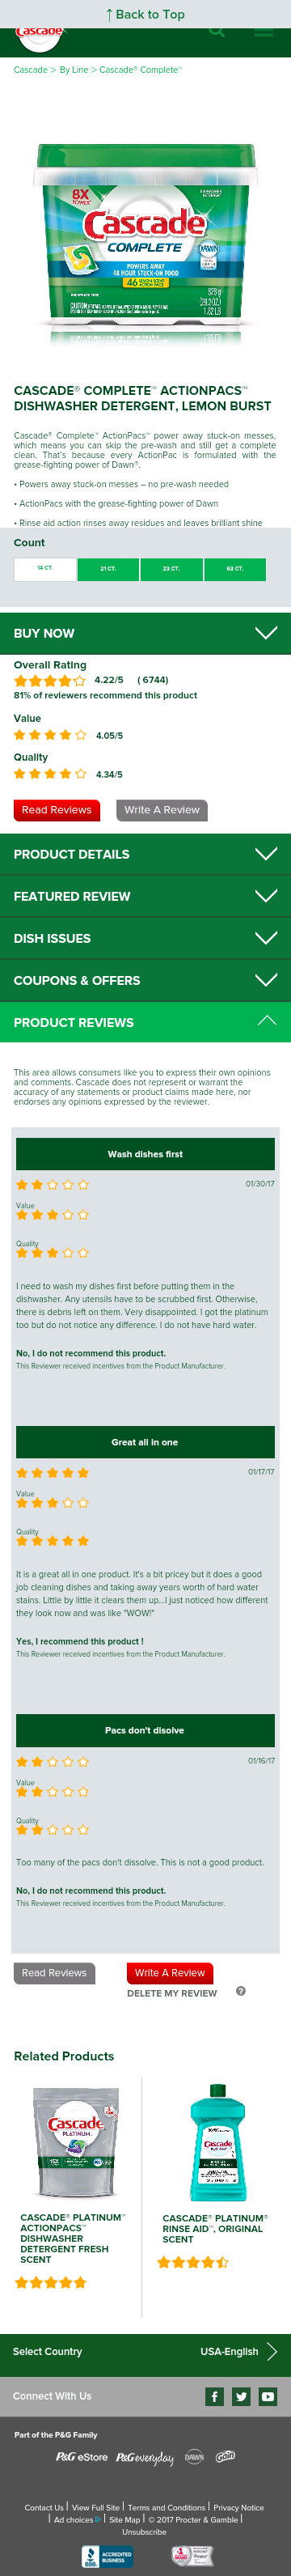 ↑ Back to Top
Cascade
Cascade > By Line > Cascade® Complete™
8X POWER*
Cascade
COMPLETE
DAWN
POWERS AWAY
48 HOUR STUCK-ON FOOD
46
CASCADE® COMPLETE™ ACTIONPACS™
DISHWASHER DETERGENT, LEMON BURST
Cascade® Complete™ ActionPacs™ power away stuck-on messes,
which means you can skip the pre-wash and still get a complete
clean. That's because every ActionPac is formulated with the
grease-fighting power of Dawn®.
• Powers away stuck-on messes – no pre-wash needed
• ActionPacs with the grease-fighting power of Dawn
• Rinse aid action rinses away residues and leaves brilliant shine
Count
14 CT. 21 CT. 23 CT. 63 CT.
BUY NOW
Overall Rating
4.22/5 ( 6744)
81% of reviewers recommend this product
Value
4.05/5
Quality
4.34/5
Read Reviews Write A Review
PRODUCT DETAILS
FEATURED REVIEW
DISH ISSUES
COUPONS & OFFERS
PRODUCT REVIEWS
This area allows consumers like you to express their own opinions
and comments. Cascade does not represent or warrant the
accuracy of any statements or product claims made here, nor
endorses any opinions expressed by the reviewer.
Wash dishes first
01/30/17
Value
Quality
I need to wash my dishes first before putting them in the
dishwasher. Any utensils have to be scrubbed first. Otherwise,
there is debris left on them. Very disappointed. I got the platinum
too but do not notice any difference. I do not have hard water.
No, I do not recommend this product.
This Reviewer received incentives from the Product Manufacturer.
Great all in one
01/17/17
Value
Quality
It is a great all in one product. It's a bit pricey but it does a good
job cleaning dishes and taking away years worth of hard water
stains. Little by little it clears them up...I just noticed how different
they look now and was like "WOW!"
Yes, I recommend this product !
This Reviewer received incentives from the Product Manufacturer.
Pacs don't disolve
01/16/17
Value
Quality
Too many of the pacs don't dissolve. This is not a good product.
No, I do not recommend this product.
This Reviewer received incentives from the Product Manufacturer.
Read Reviews Write A Review
DELETE MY REVIEW ?
Related Products
Cascade
PLATINUM
CASCADE® PLATINUM™
ACTIONPACS™
DISHWASHER
DETERGENT FRESH
SCENT
Cascade
CASCADE® PLATINUM®
RINSE AID™, ORIGINAL
SCENT
Select Country USA-English
Connect With Us
Part of the P&G Family
P&G eStore P&G everyday DAWN Gain
Contact Us | View Full Site | Terms and Conditions | Privacy Notice
| Ad choices | Site Map | © 2017 Procter & Gamble |
Unsubscribe
BBB ACCREDITED BUSINESS